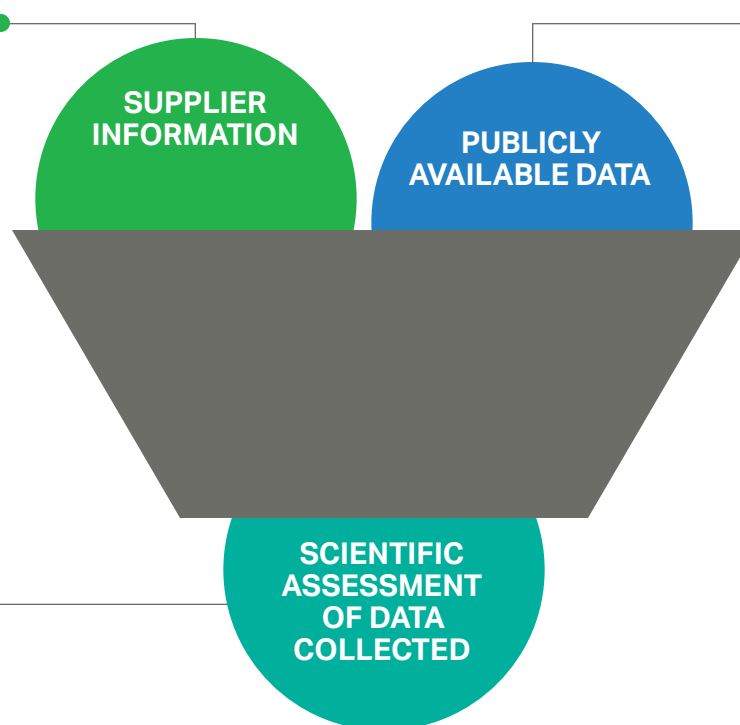 SUPPLIER
INFORMATION
PUBLICLY
AVAILABLE DATA
SCIENTIFIC
ASSESSMENT
OF DATA
COLLECTED